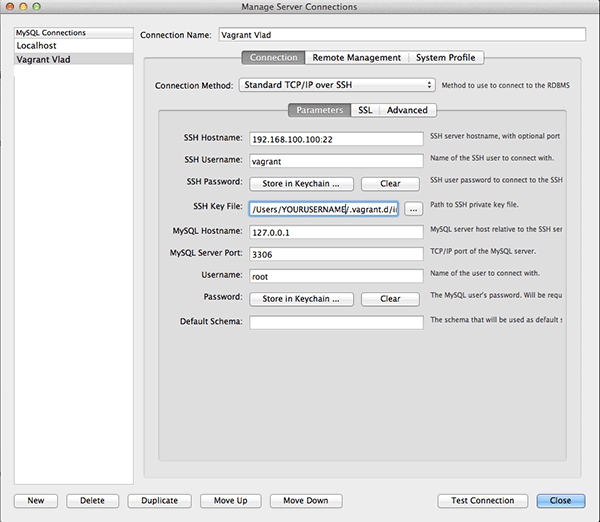 Manage Server Connections
MySQL Connections
Localhost
Vagrant Vlad
Connection Name: Vagrant Vlad
Connection Remote Management System Profile
Connection Method: Standard TCP/IP over SSH Method to use to connect to the RDBMS
Parameters SSL Advanced
SSH Hostname: 192.168.100.100:22 SSH server hostname, with optional port
SSH Username: vagrant Name of the SSH user to connect with.
SSH Password: Store in Keychain ... Clear SSH user password to connect to the SSH
SSH Key File: /Users/YOURUSERNAME/.vagrant.d/i ... Path to SSH private key file.
MySQL Hostname: 127.0.0.1 MySQL server host relative to the SSH ser
MySQL Server Port: 3306 TCP/IP port of the MySQL server.
Username: root Name of the user to connect with.
Password: Store in Keychain ... Clear The MySQL user's password. Will be requ
Default Schema: The schema that will be used as default s
New Delete Duplicate Move Up Move Down Test Connection Close